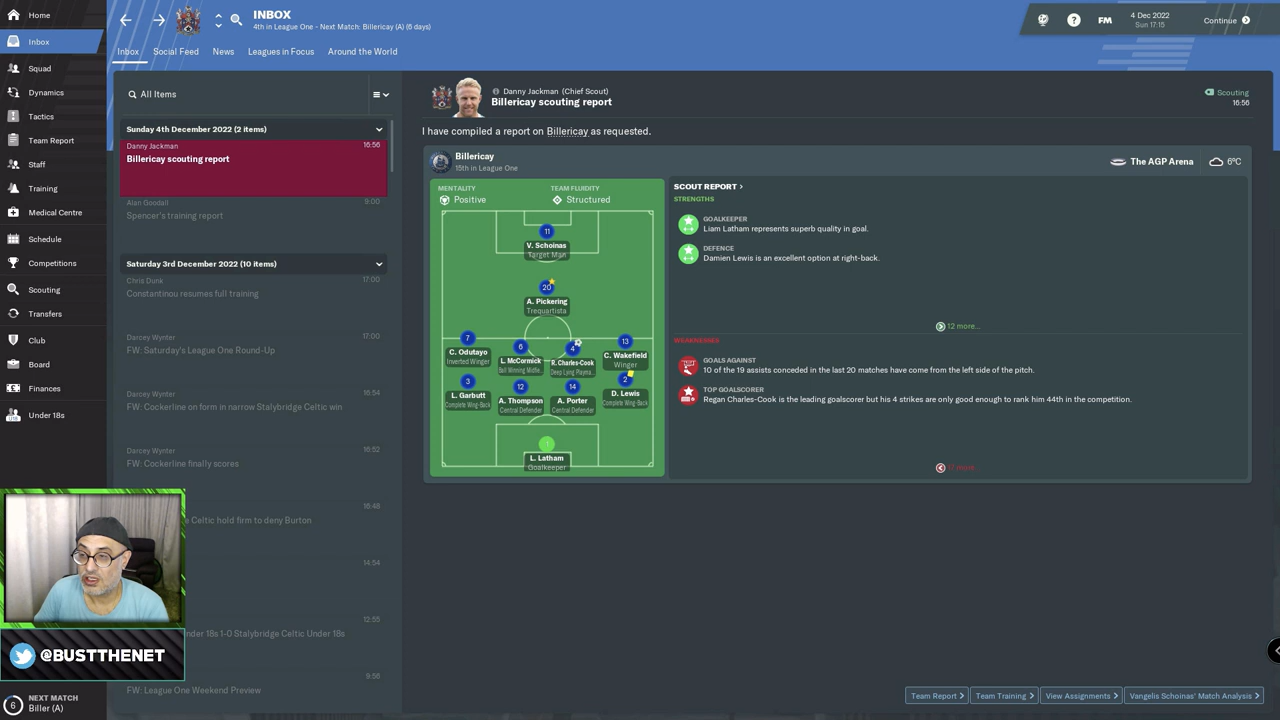 Home
Inbox
Squad
Dynamics
Tactics
Team Report
Staff
Training
Medical Centre
Schedule
Competitions
Scouting
Transfers
Club
Board
Finances
Under 18s
NEXT MATCH
6
Biller (A)
INBOX
4th in League One - Next Match: Billericay (A) (6 days)
?
FM
4 Dec 2022
Sun 17:15
Continue
Inbox
Social Feed
News
Leagues in Focus
Around the World
All Items
Sunday 4th December 2022 (2 items)
Danny Jackman 16:56
Billericay scouting report
Alan Goodall 9:00
Spencer's training report
Saturday 3rd December 2022 (10 items)
Chris Dunk 17:00
Constantinou resumes full training
Darcey Wynter 17:00
FW: Saturday's League One Round-Up
Darcey Wynter 16:54
FW: Cockerline on form in narrow Stalybridge Celtic win
Darcey Wynter 16:52
FW: Cockerline finally scores
16:48
Celtic hold firm to deny Burton
14:54
12:55
nder 18s 1-0 Stalybridge Celtic Under 18s
9:56
FW: League One Weekend Preview
@BUSTTHENET
Danny Jackman (Chief Scout)
Billericay scouting report
Scouting
16:56
I have compiled a report on Billericay as requested.
Billericay
15th in League One
The AGP Arena
6°C
MENTALITY
Positive
TEAM FLUIDITY
Structured
11
V. Schoinas
Target Man
20
A. Pickering
Trequartista
7
C. Odutayo
Inverted Winger
6
L. McCormick
Ball Winning Midfie...
4
R. Charles-Cook
Deep Lying Playma...
13
C. Wakefield
Winger
3
L. Garbutt
Complete Wing-Back
12
A. Thompson
Central Defender
14
A. Porter
Central Defender
2
D. Lewis
Complete Wing-Back
1
L. Latham
Goalkeeper
SCOUT REPORT >
STRENGTHS
GOALKEEPER
Liam Latham represents superb quality in goal.
DEFENCE
Damien Lewis is an excellent option at right-back.
12 more...
WEAKNESSES
GOALS AGAINST
10 of the 19 assists conceded in the last 20 matches have come from the left side of the pitch.
TOP GOALSCORER
Regan Charles-Cook is the leading goalscorer but his 4 strikes are only good enough to rank him 44th in the competition.
Team Report >
Team Training >
View Assignments >
Vangelis Schoinas' Match Analysis >